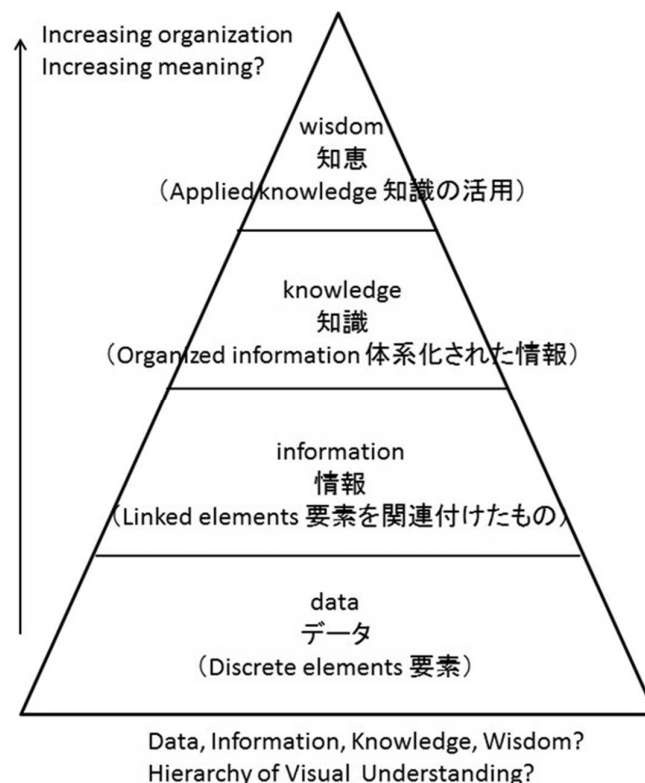 Increasing organization
Increasing meaning?
wisdom
知恵
（Applied knowledge 知識の活用）
knowledge
知識
（Organized information 体系化された情報）
information
情報
（Linked elements 要素を関連付けたもの）
data
データ
（Discrete elements 要素）
Data, Information, Knowledge, Wisdom?
Hierarchy of Visual Understanding?